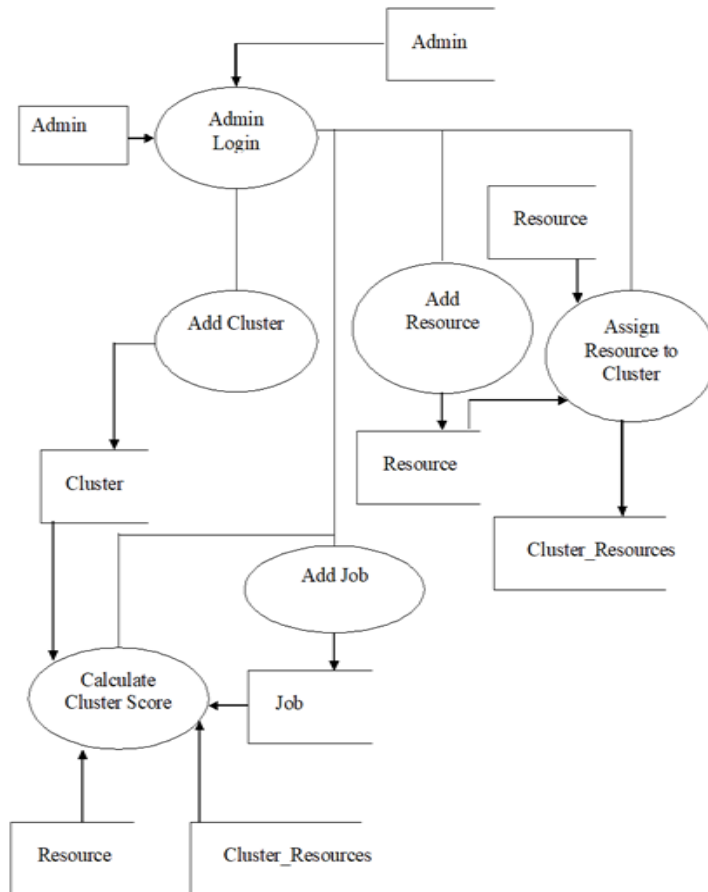 Admin
Admin
Admin
Login
Resource
Add Cluster
Add
Resource
Assign
Resource to
Cluster
Resource
Cluster
Cluster_Resources
Add Job
Calculate
Cluster Score
Job
Resource
Cluster_Resources